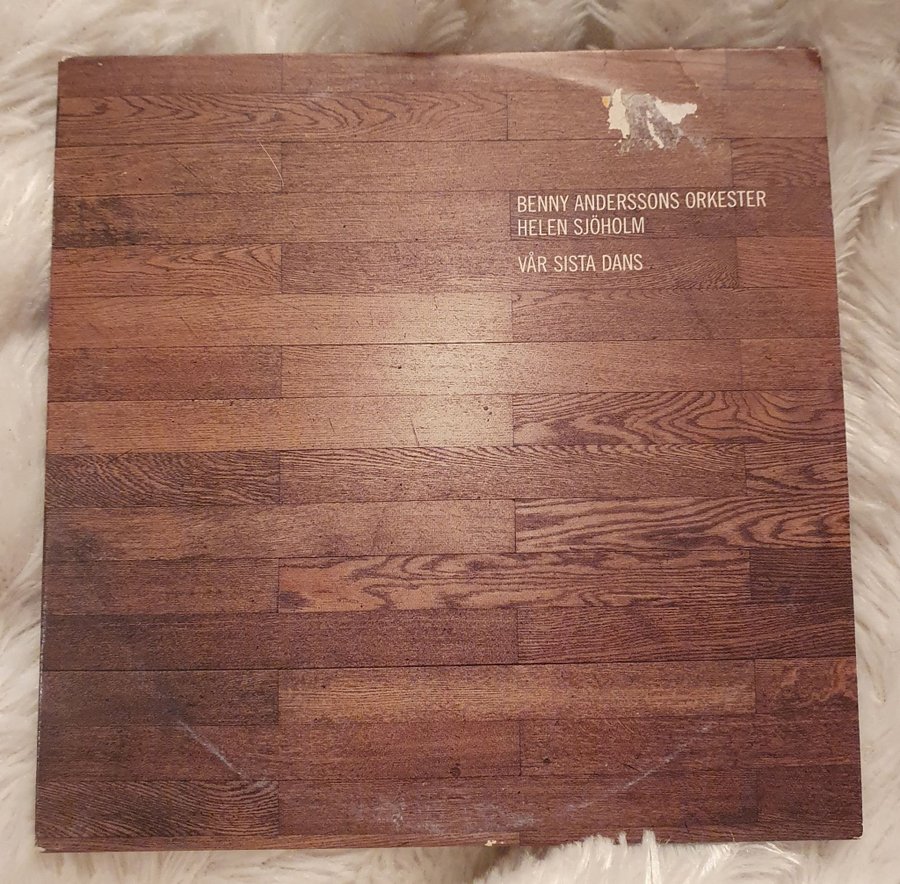 BENNY ANDERSSONS ORKESTER
HELEN SJÖHOLM
VÅR SISTA DANS